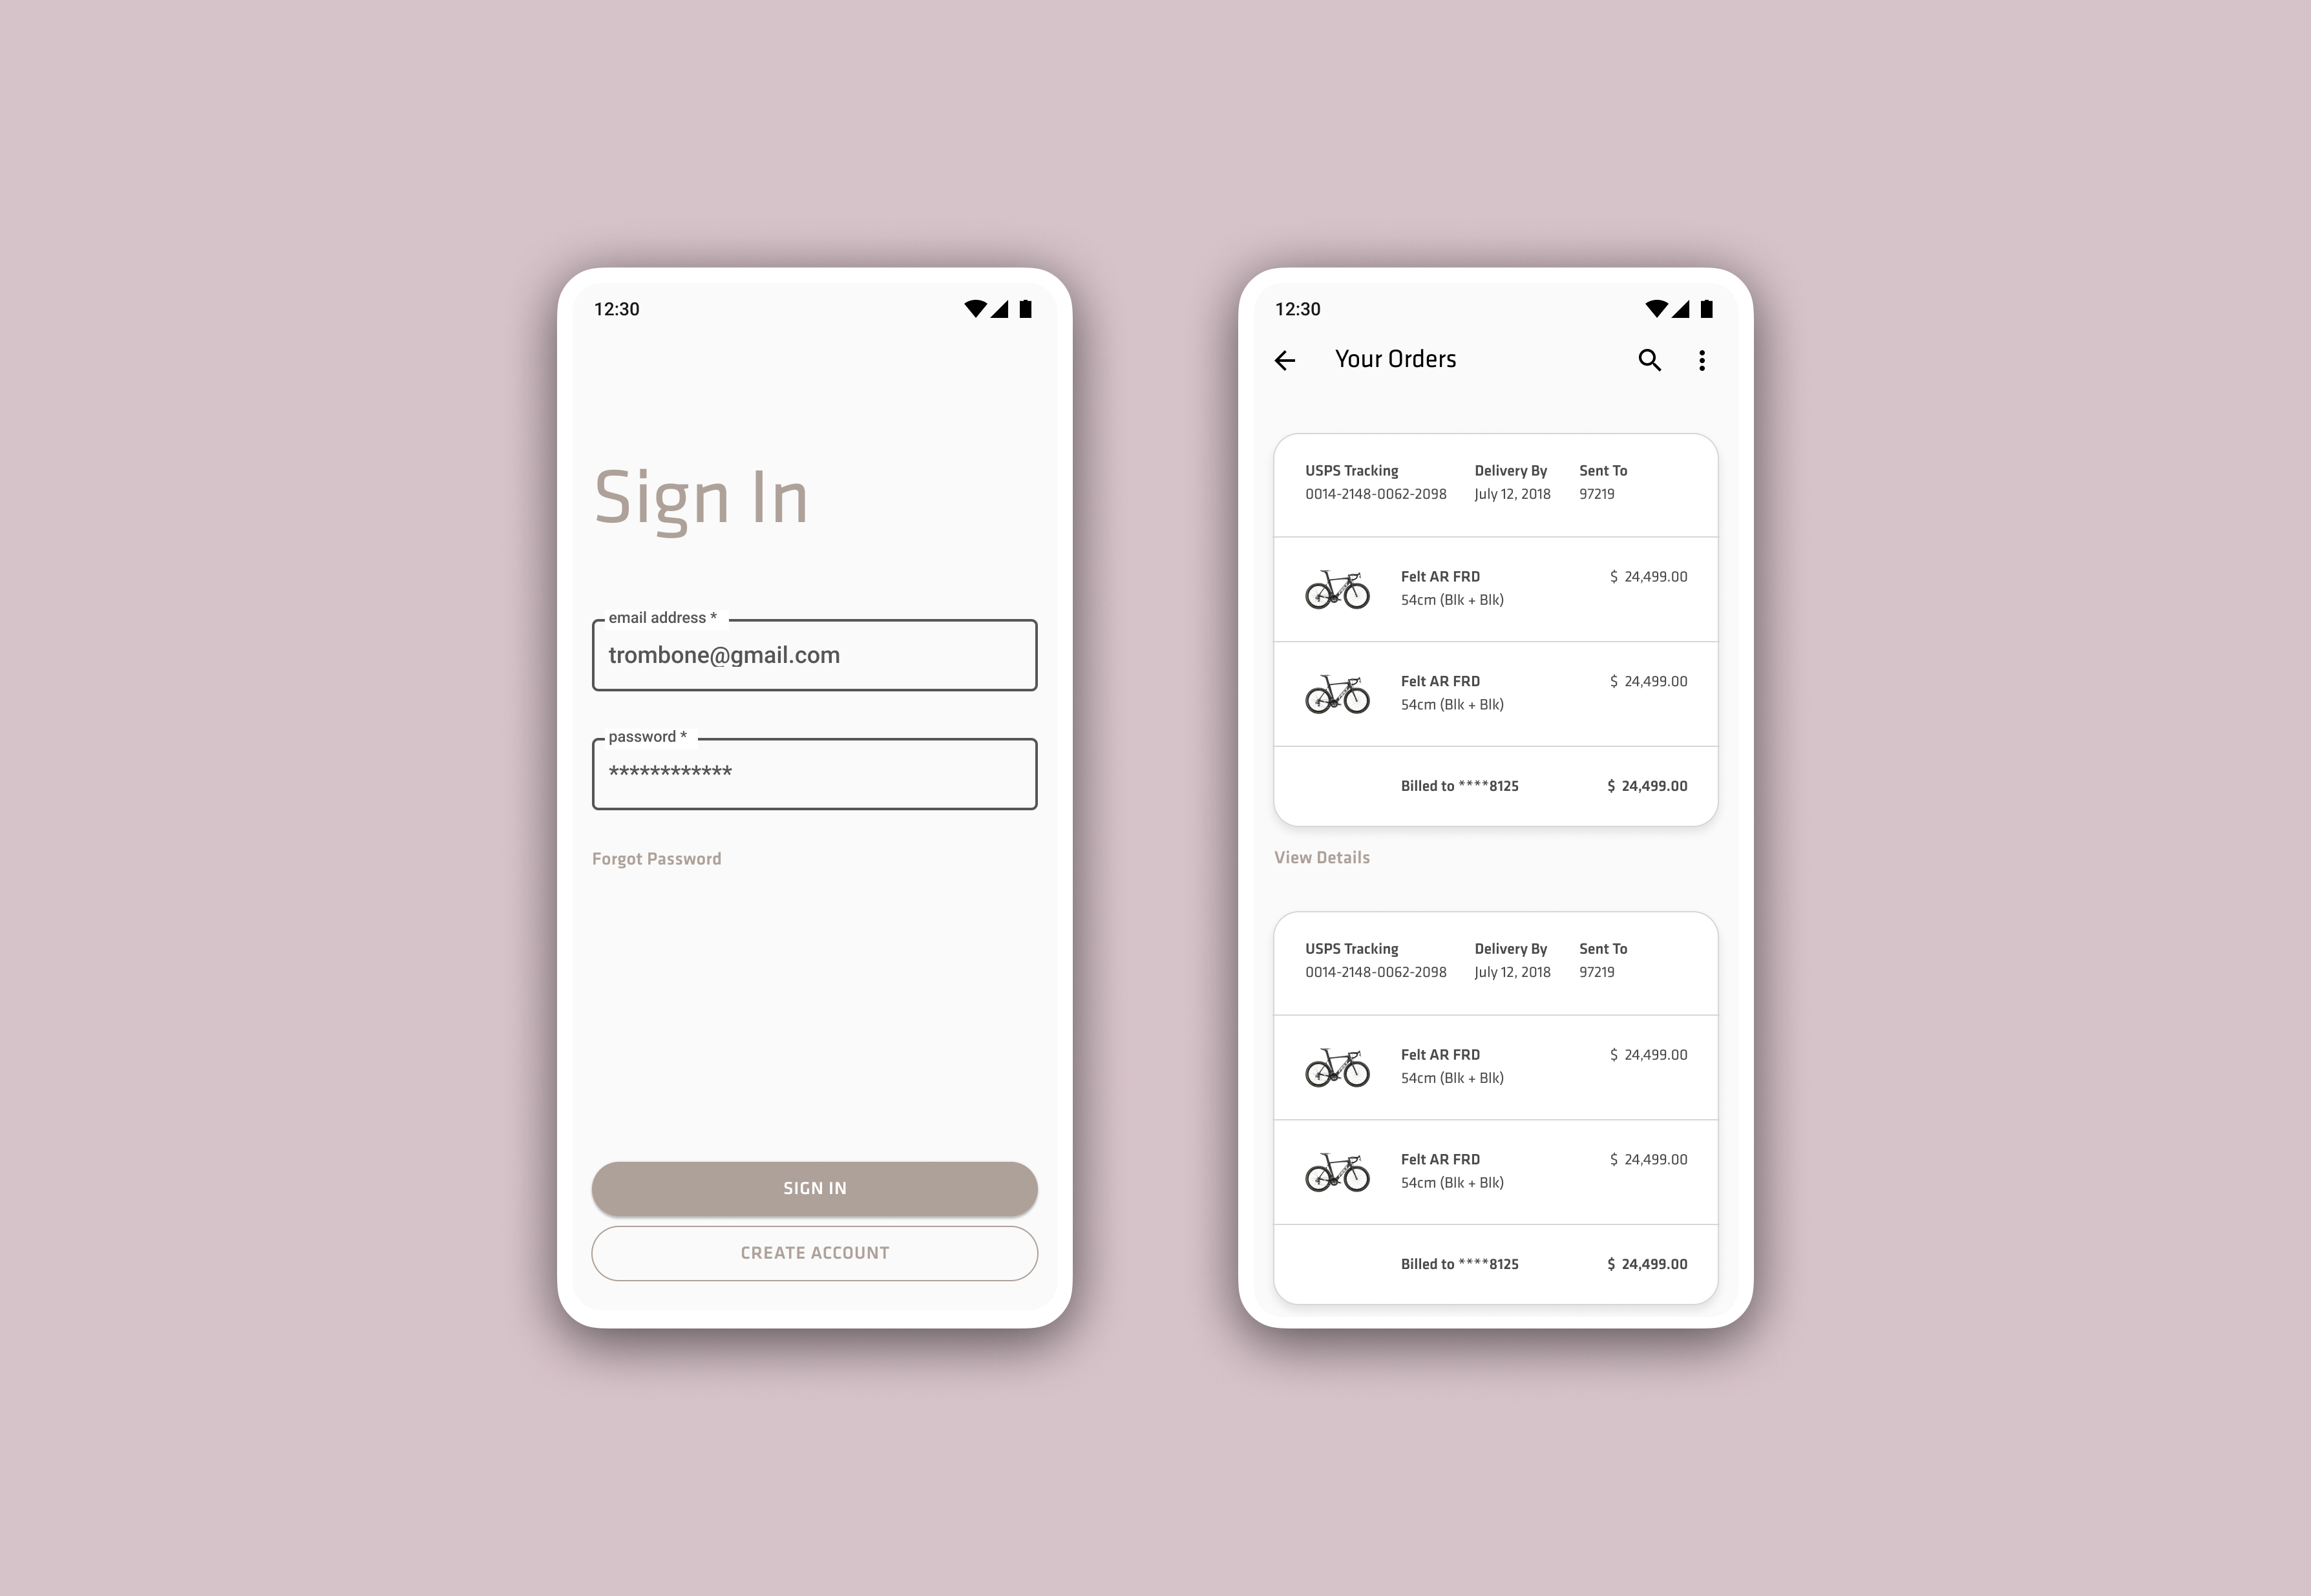 12:30
Sign In
email address *
trombone@gmail.com
password *
************
Forgot Password
SIGN IN
CREATE ACCOUNT
12:30
Your Orders
USPS Tracking Delivery By Sent To
0014-2148-0062-2098 July 12, 2018 97219
Felt AR FRD $ 24,499.00
54cm (Blk + Blk)
Felt AR FRD $ 24,499.00
54cm (Blk + Blk)
Billed to ****8125 $ 24,499.00
View Details
USPS Tracking Delivery By Sent To
0014-2148-0062-2098 July 12, 2018 97219
Felt AR FRD $ 24,499.00
54cm (Blk + Blk)
Felt AR FRD $ 24,499.00
54cm (Blk + Blk)
Billed to ****8125 $ 24,499.00